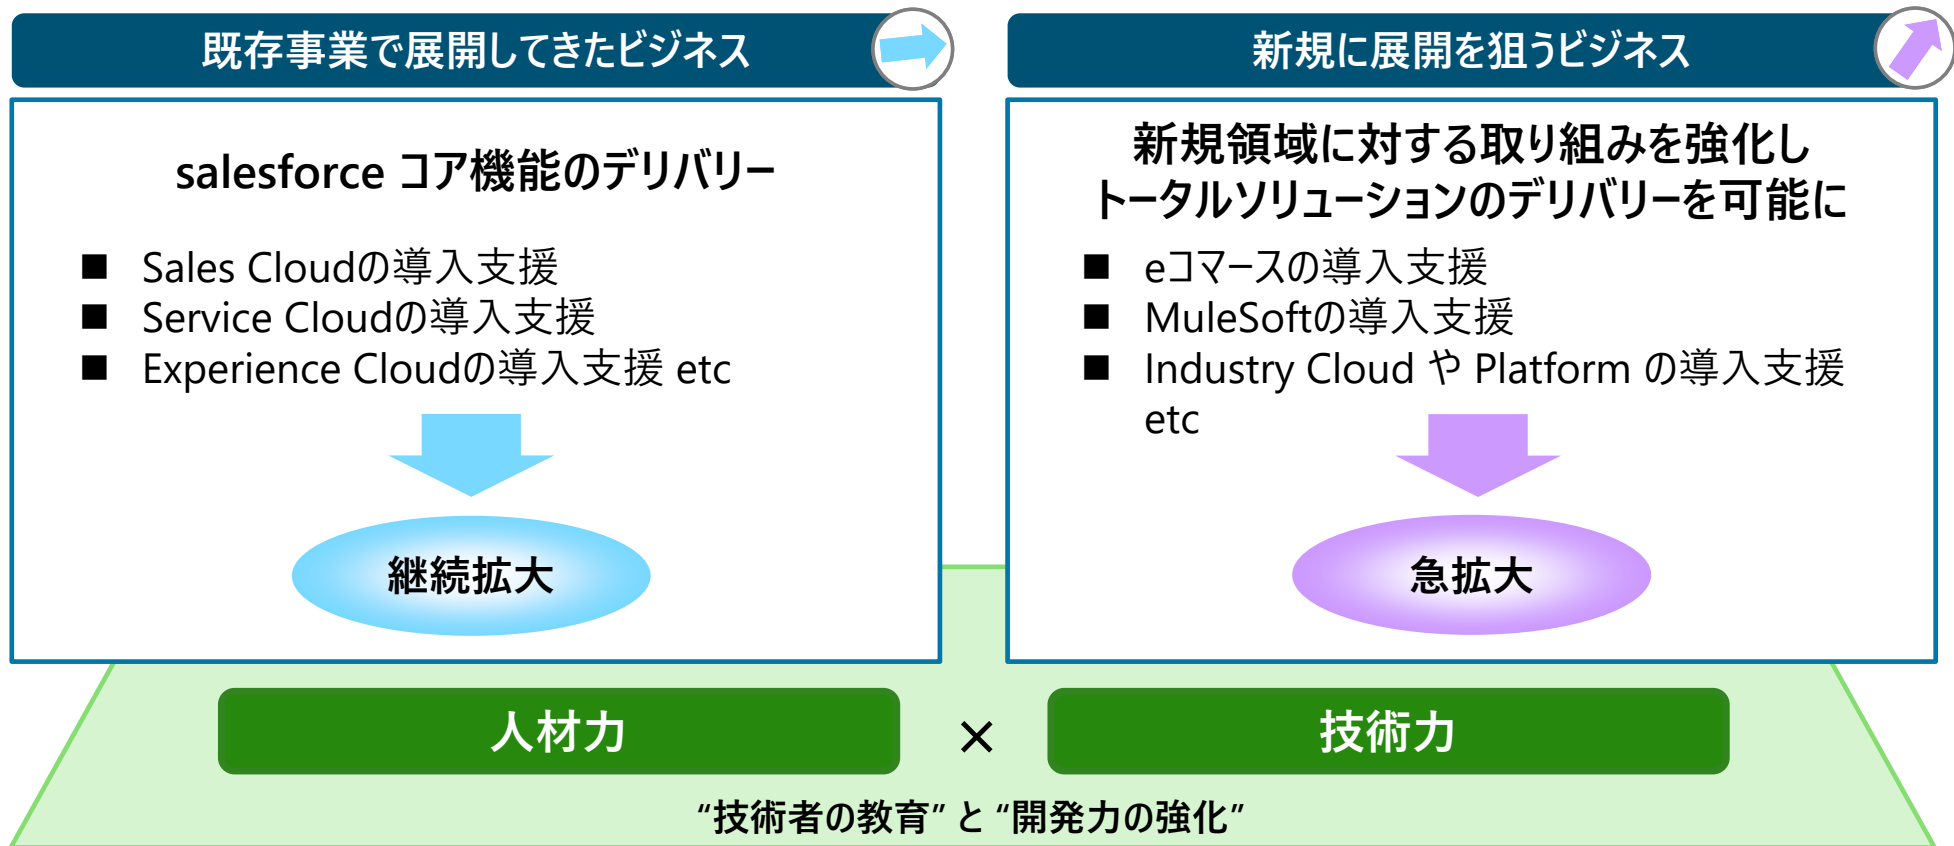 既存事業で展開してきたビジネス
salesforce コア機能のデリバリー
■ Sales Cloudの導入支援
■ Service Cloudの導入支援
■ Experience Cloudの導入支援 etc
継続拡大
新規に展開を狙うビジネス
新規領域に対する取り組みを強化し
トータルソリューションのデリバリーを可能に
■ eコマースの導入支援
■ MuleSoftの導入支援
■ Industry Cloud や Platform の導入支援
etc
急拡大
人材力 × 技術力
“技術者の教育” と “開発力の強化”